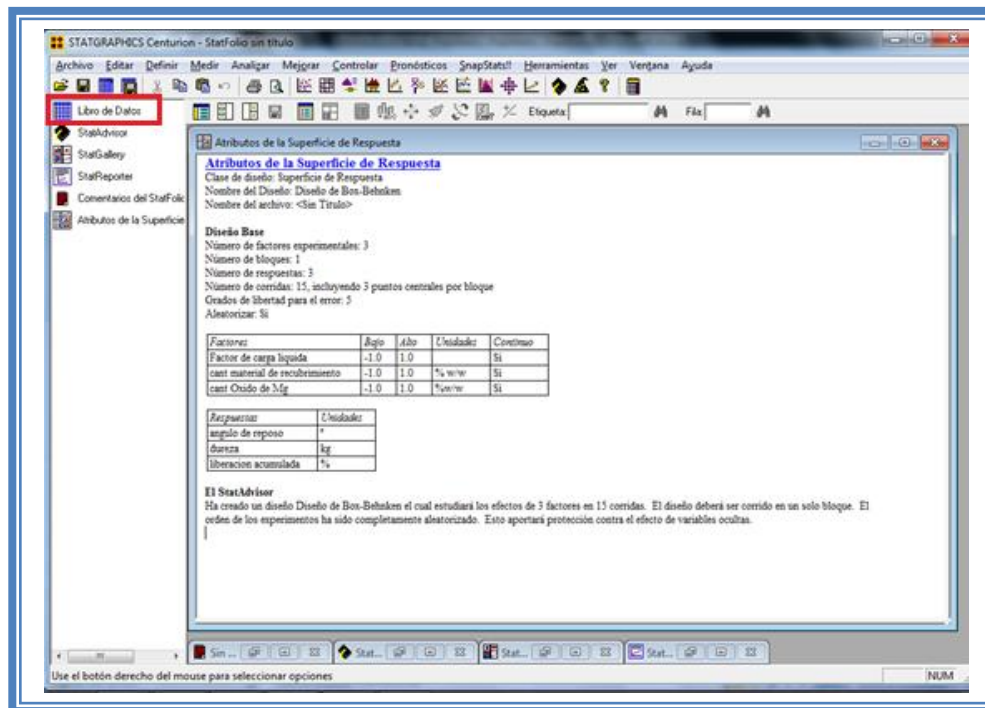 STATGRAPHICS Centurion - StatFolio sin título
Archivo Editar Definir Medir Analizar Mejorar Controlar Pronósticos SnapStats!! Herramientas Ver Ventana Ayuda
Libro de Datos
Etiqueta:
Fila:
StatAdvisor
StatGallery
StatReporter
Comentarios del StatFolio
Atributos de la Superficie
Atributos de la Superficie de Respuesta
Atributos de la Superficie de Respuesta
Clase de diseño: Superficie de Respuesta
Nombre del Diseño: Diseño de Box-Behnken
Nombre del archivo: <Sin Titulo>
Diseño Base
Número de factores experimentales: 3
Número de bloques: 1
Número de respuestas: 3
Número de corridas: 15, incluyendo 3 puntos centrales por bloque
Grados de libertad para el error: 5
Aleatorizar: Si
Factores Bajo Alto Unidades Continuo
Factor de carga liquida -1.0 1.0 Si
cant material de recubrimiento -1.0 1.0 % w/w Si
cant Oxido de Mg -1.0 1.0 %w/w Si
Respuestas Unidades
angulo de reposo °
dureza kg
liberacion acumulada %
El StatAdvisor
Ha creado un diseño Diseño de Box-Behnken el cual estudiará los efectos de 3 factores en 15 corridas. El diseño deberá ser corrido en un solo bloque. El
orden de los experimentos ha sido completamente aleatorizado. Esto aportará protección contra el efecto de variables ocultas.
Sin ... Stat... Stat... Stat...
Use el botón derecho del mouse para seleccionar opciones NUM